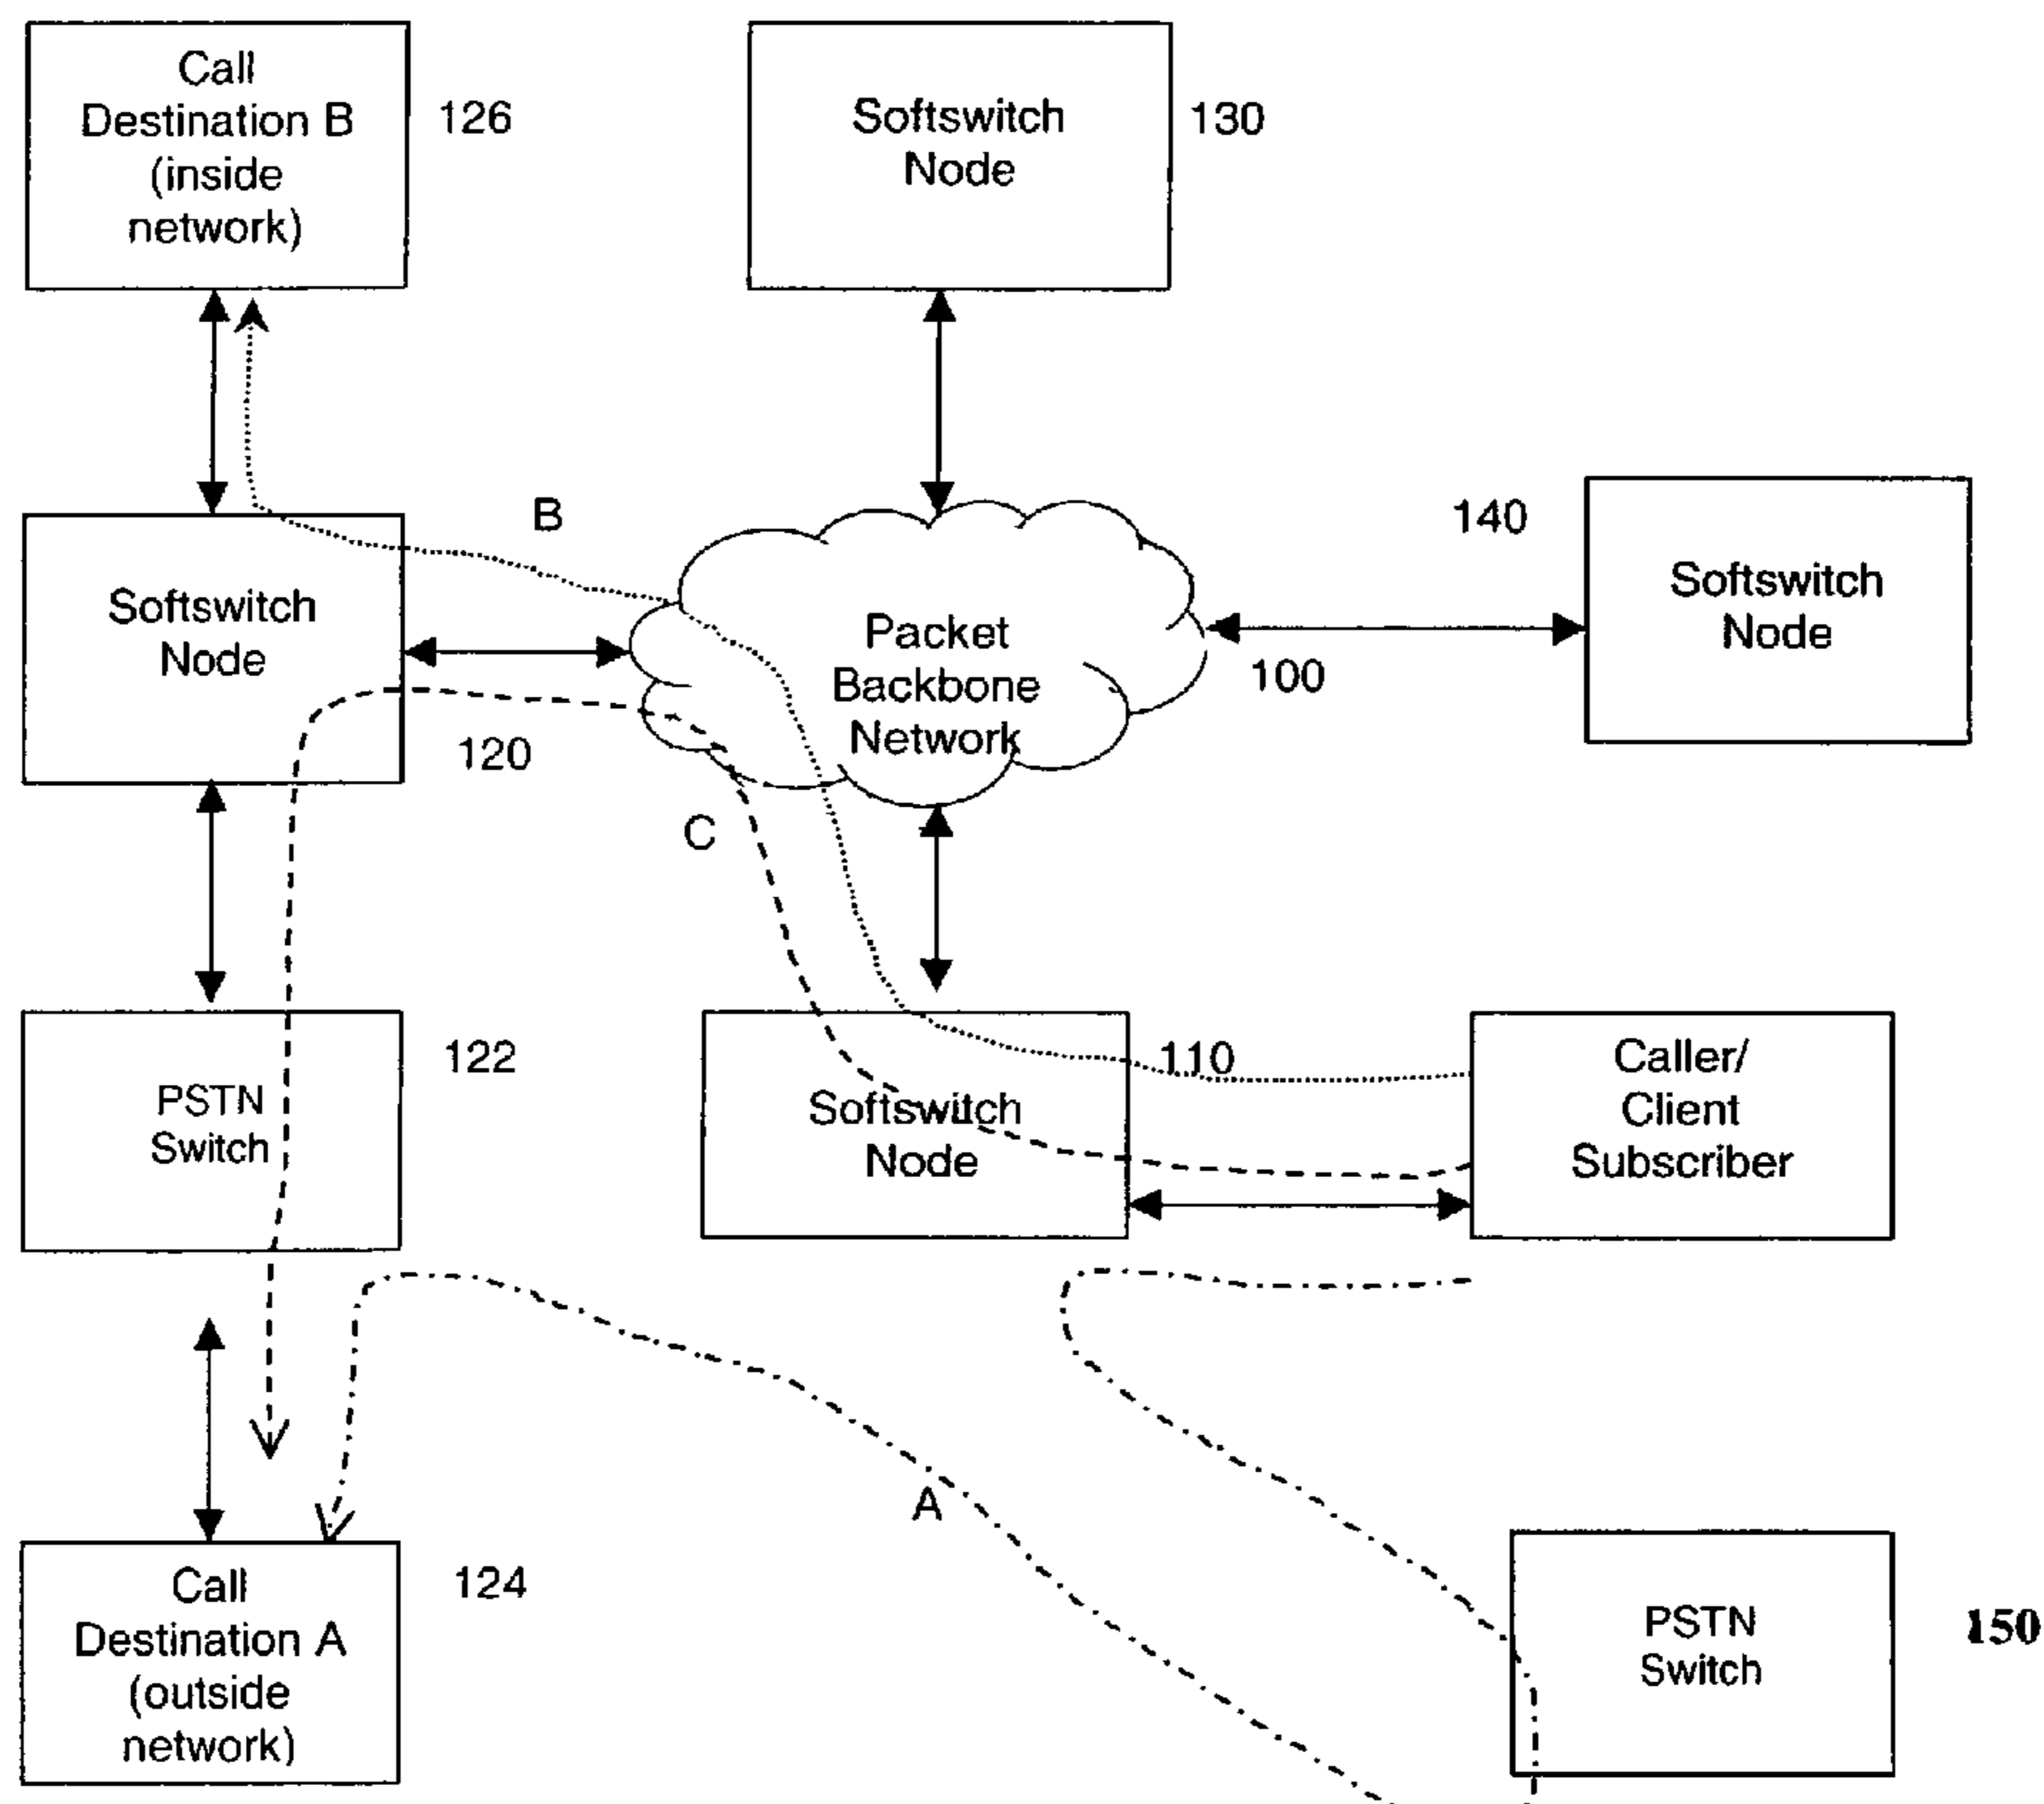 Call
Destination B
(inside
network)
126
Softswitch
Node
130
B
140
Softswitch
Node
Softswitch
Node
Packet
Backbone
Network
100
120
C
122
PSTN
Switch
110
Softswitch
Node
Caller/
Client
Subscriber
A
124
Call
Destination A
(outside
network)
PSTN
Switch
150